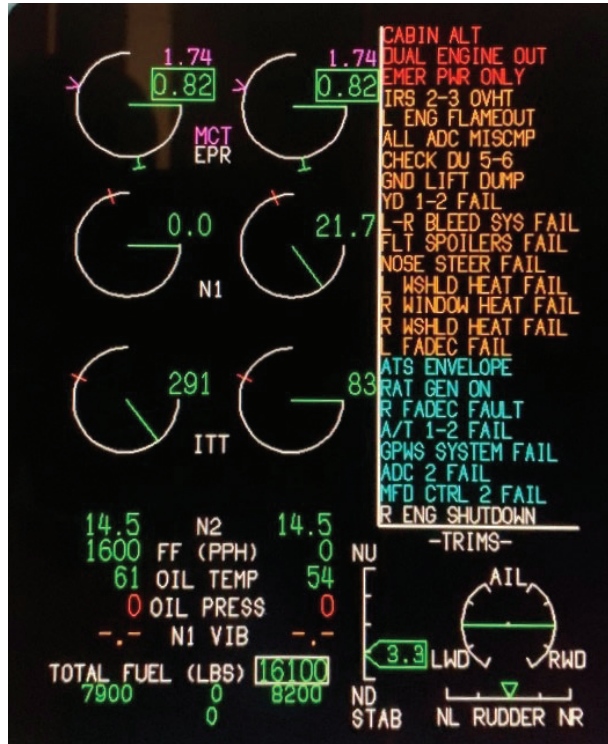 1.74 1.74
0.82 0.82
MCT
EPR
0.0 21.7
N1
291 83
ITT
CABIN ALT
DUAL ENGINE OUT
EMER PWR ONLY
IRS 2-3 OVHT
L ENG FLAMEOUT
ALL ADC MISCMP
CHECK DU 5-6
GND LIFT DUMP
YD 1-2 FAIL
L-R BLEED SYS FAIL
FLT SPOILERS FAIL
NOSE STEER FAIL
L WSHLD HEAT FAIL
R WINDOW HEAT FAIL
R WSHLD HEAT FAIL
L FADEC FAIL
ATS ENVELOPE
RAT GEN ON
R FADEC FAULT
A/T 1-2 FAIL
GPWS SYSTEM FAIL
ADC 2 FAIL
MFD CTRL 2 FAIL
R ENG SHUTDOWN
14.5 N2 14.5
1600 FF (PPH) 0
61 OIL TEMP 54
0 OIL PRESS 0
-.- N1 VIB -.-
TOTAL FUEL (LBS) 16100
7900 0 8200
0
-TRIMS-
NU
AIL
3.3
LWD RWD
ND
STAB
NL RUDDER NR